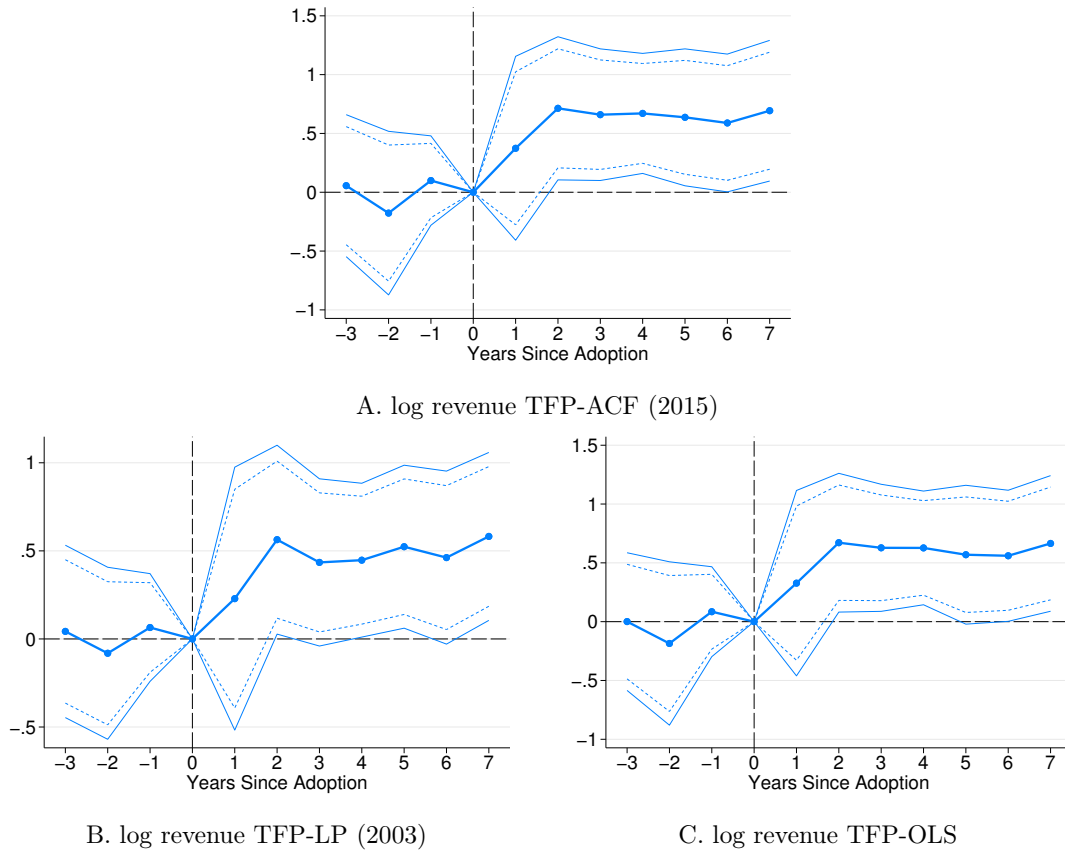 1.5
1
.5
0
−.5
−1
−3 −2 −1 0 1 2 3 4 5 6 7
Years Since Adoption
A. log revenue TFP-ACF (2015)
1
.5
0
−.5
−3 −2 −1 0 1 2 3 4 5 6 7
Years Since Adoption
B. log revenue TFP-LP (2003)
1.5
1
.5
0
−.5
−1
−3 −2 −1 0 1 2 3 4 5 6 7
Years Since Adoption
C. log revenue TFP-OLS